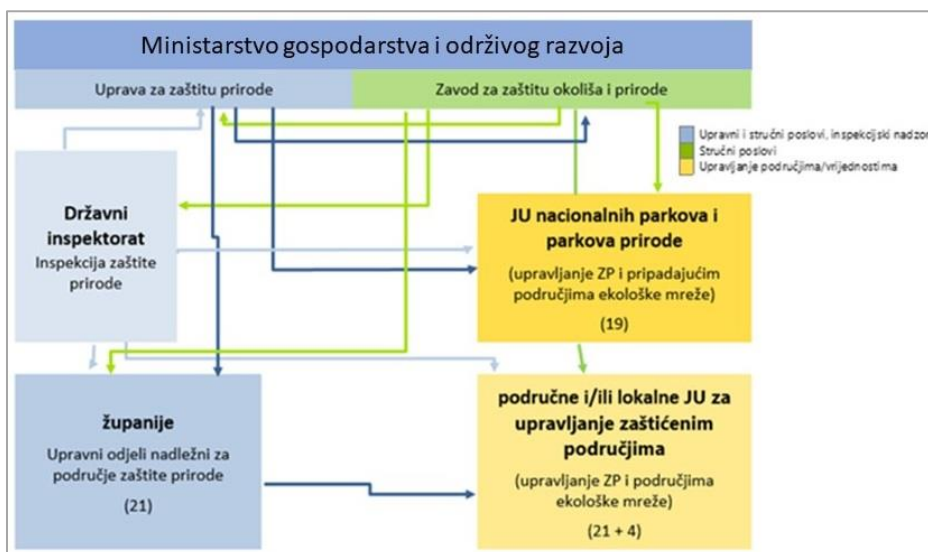 Ministarstvo gospodarstva i održivog razvoja
Uprava za zaštitu prirode
Zavod za zaštitu okoliša i prirode
Upravni i stručni poslovi, inspekcijski nadzor
Stručni poslovi
Upravljanje područjima/vrijednostima
Državni
inspektorat
Inspekcija zaštite
prirode
JU nacionalnih parkova i
parkova prirode
(upravljanje ZP i pripadajućim
područjima ekološke mreže)
(19)
županije
Upravni odjeli nadležni za
područje zaštite prirode
(21)
područne i/ili lokalne JU za
upravljanje zaštićenim
područjima
(upravljanje ZP i područjima
ekološke mreže)
(21 + 4)